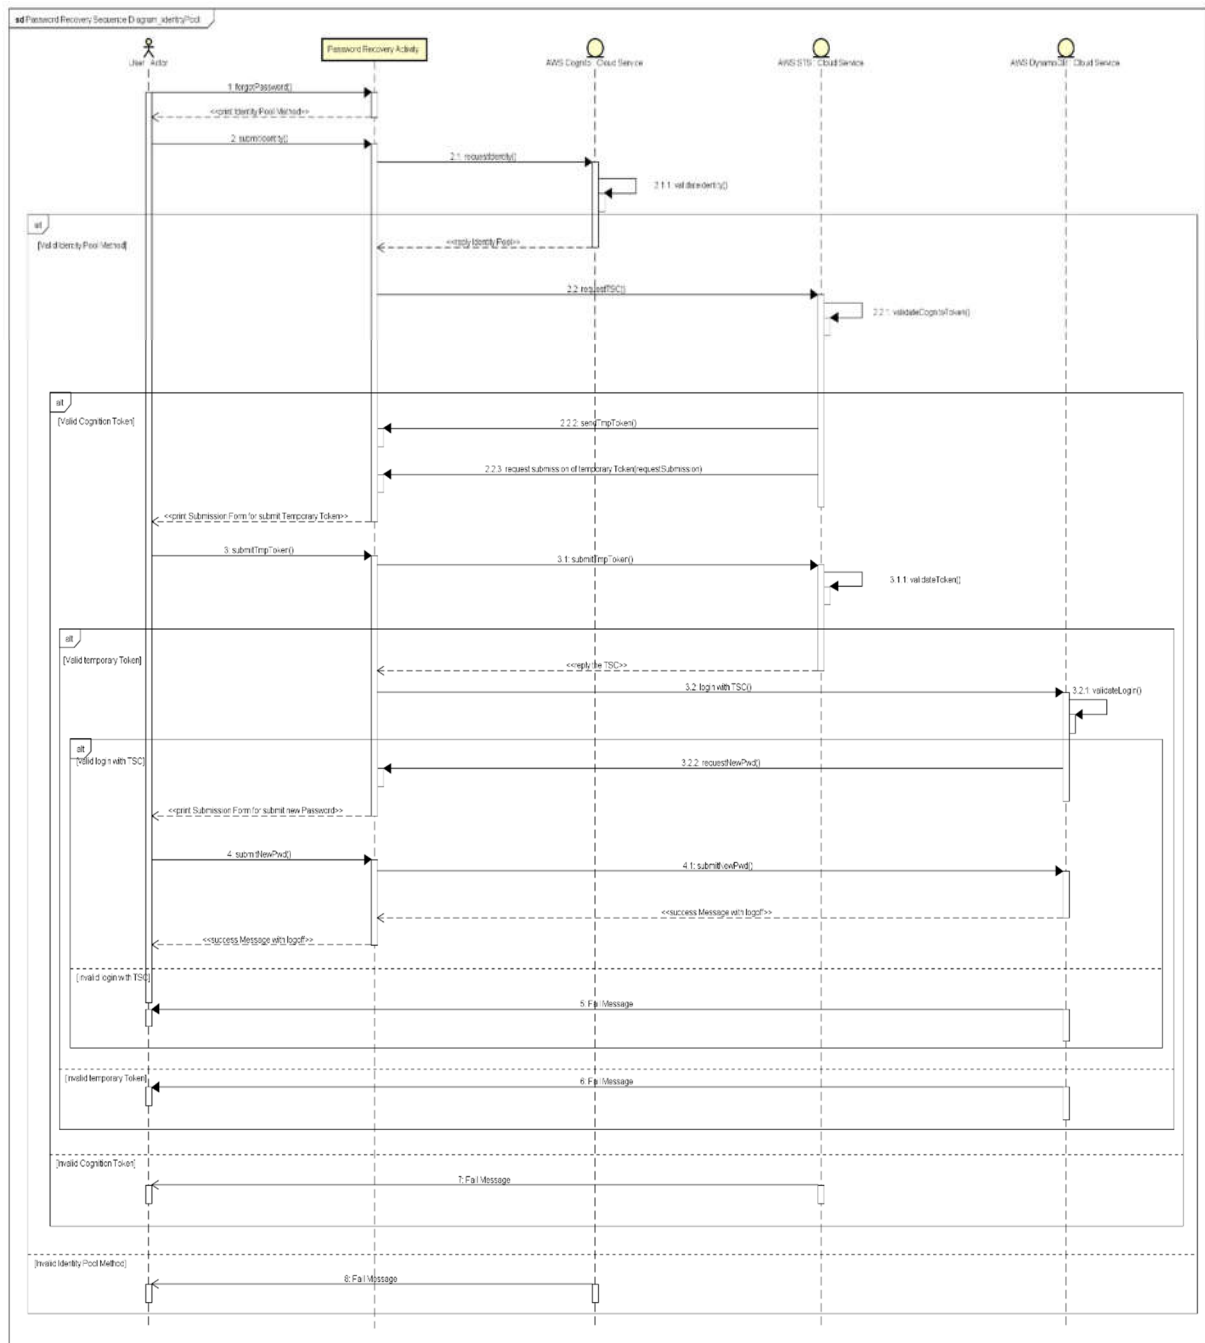 sd Password Recovery Sequence Diagram_IdentityPool
User : Actor
Password Recovery Activity
AWS Cognito : Cloud Service
AWS STS : Cloud Service
AWS DynamoDB : Cloud Service
1: forgotPassword()
<<print Identity Pool Method>>
2: submitIdentity()
2.1: requestIdentity()
2.1.1: validateIdentity()
alt
[Valid Identity Pool Method]
<<reply Identity Pool>>
2.2: requestTSC()
2.2.1: validateCognitoToken()
alt
[Valid Cognition Token]
2.2.2: sendTmpToken()
2.2.3: request submission of temporary Token(requestSubmission)
<<print Submission Form for submit Temporary Token>>
3: submitTmpToken()
3.1: submitTmpToken()
3.1.1: validateToken()
alt
[Valid temporary Token]
<<reply the TSC>>
3.2: login with TSC()
3.2.1: validateLogin()
alt
[Valid login with TSC]
3.2.2: requestNewPwd()
<<print Submission Form for submit new Password>>
4: submitNewPwd()
4.1: submitNewPwd()
<<success Message with logoff>>
<<success Message with logoff>>
[Invalid login with TSC]
5: Fail Message
[Invalid temporary Token]
6: Fail Message
[Invalid Cognition Token]
7: Fail Message
[Invalid Identity Pool Method]
8: Fail Message